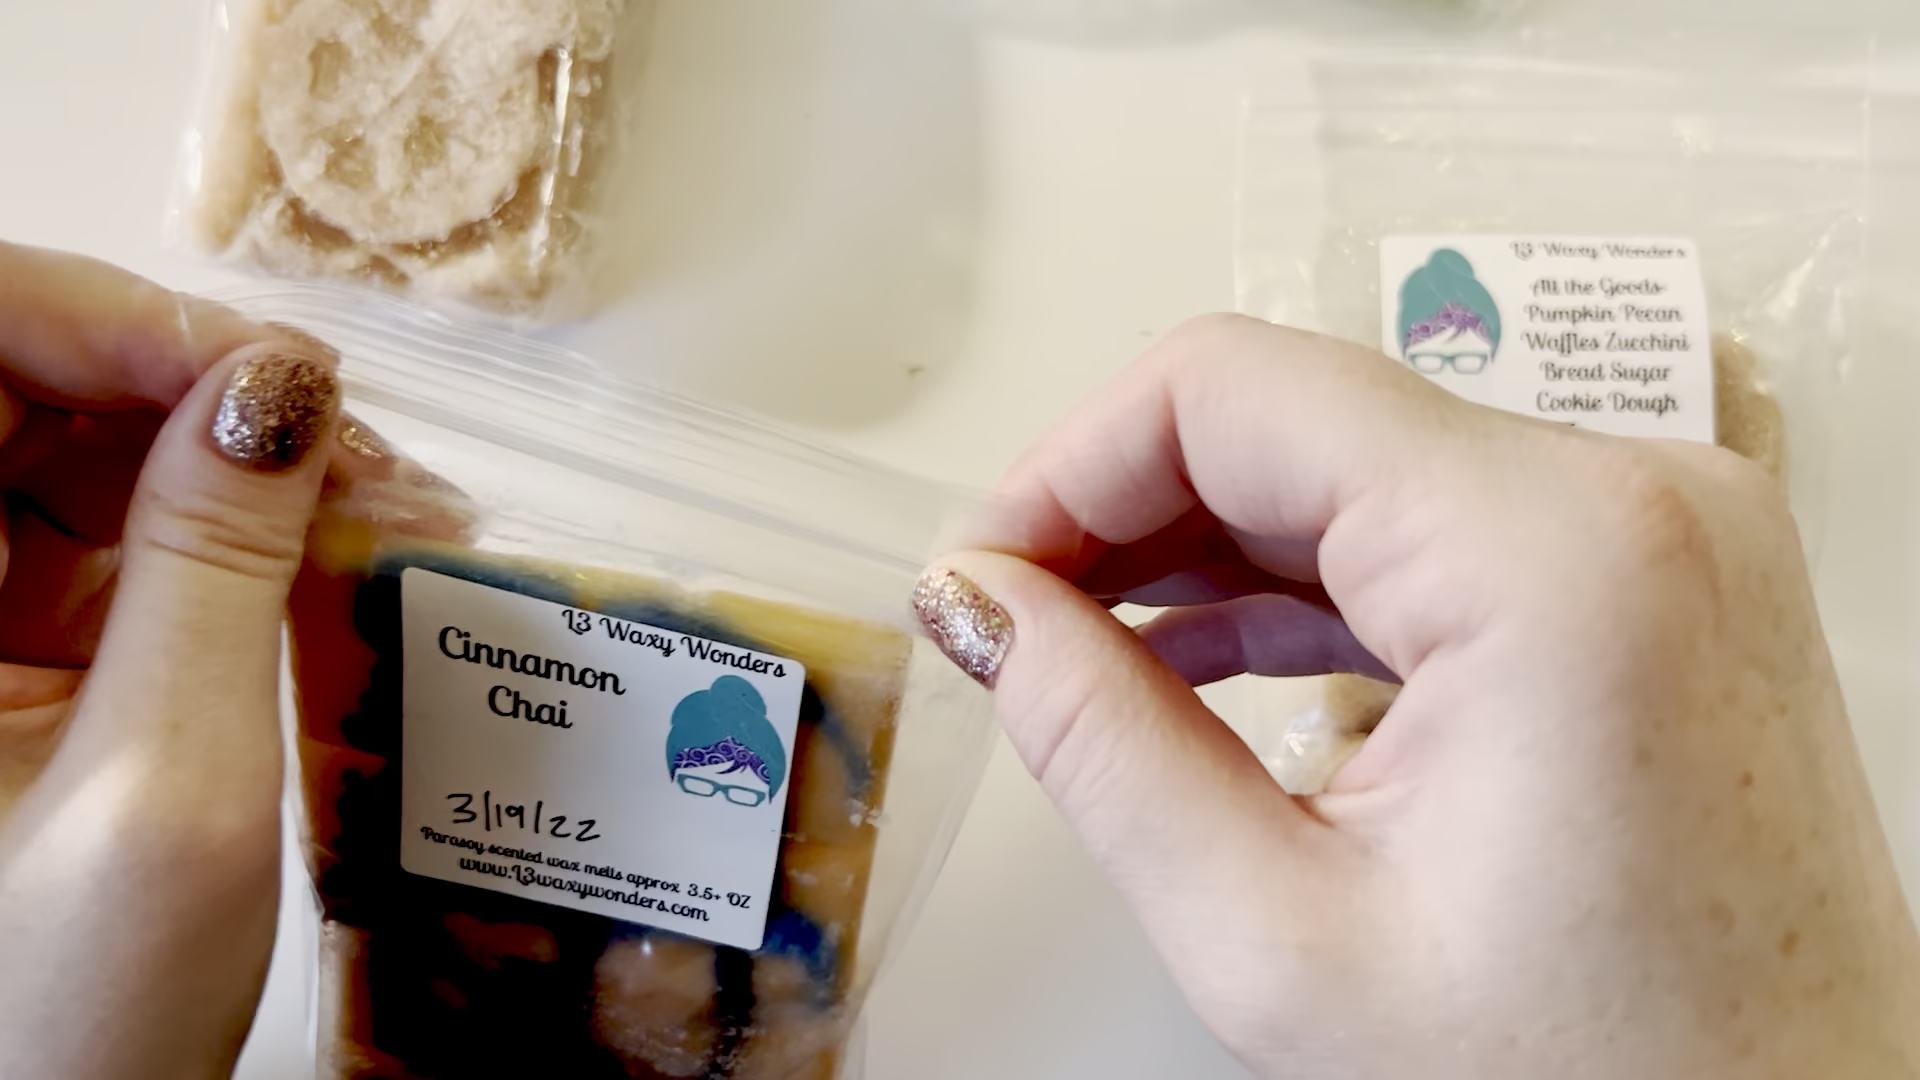 L3 Waxy Wonders
Cinnamon
Chai
3/19/22
Parasoy scented wax melts approx 3.5+ OZ
www.L3waxywonders.com
L3 Waxy Wonders
All the Goods-
Pumpkin Pecan
Waffles Zucchini
Bread Sugar
Cookie Dough